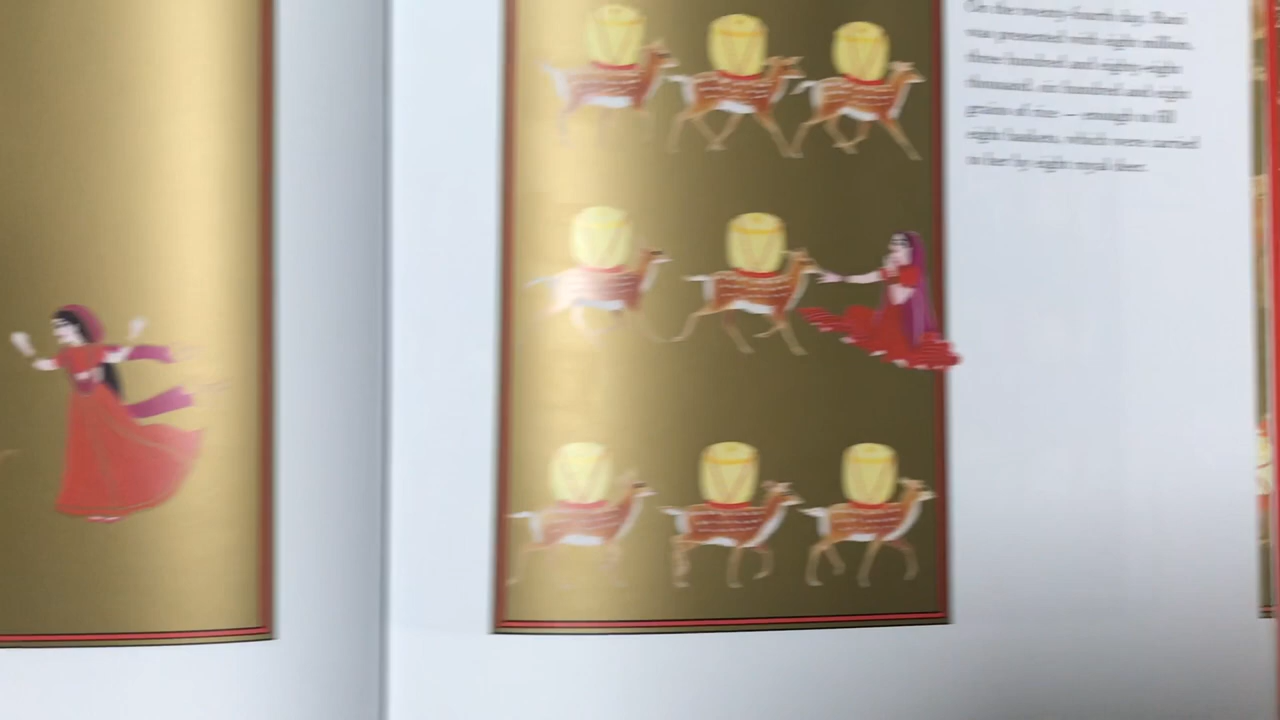 On the twenty-fourth day, Rani
was presented with eight million,
three hundred and eighty-eight
thousand, six hundred and eight
grains of rice — enough to fill
eight baskets, which were carried
to her by eight royal deer.